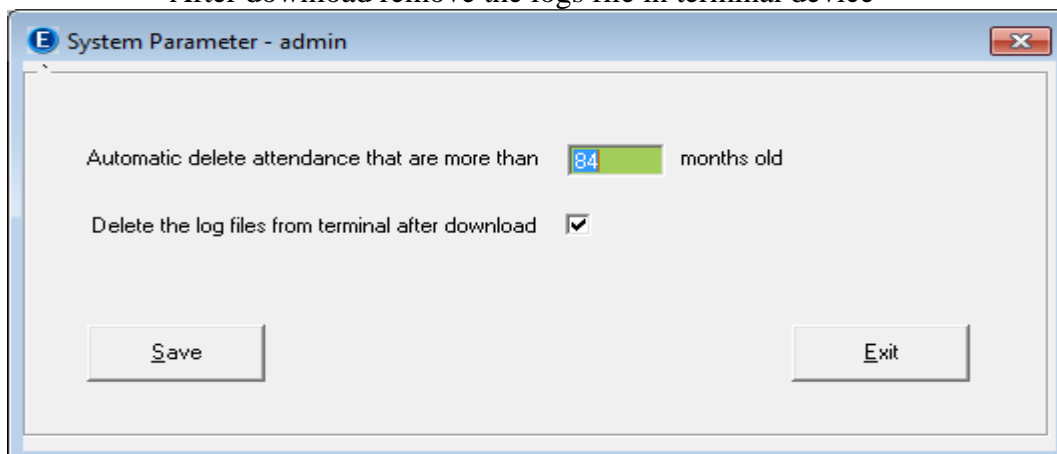 After download remove the logs file in terminal device
E System Parameter - admin
Automatic delete attendance that are more than 84 months old
Delete the log files from terminal after download
Save Exit